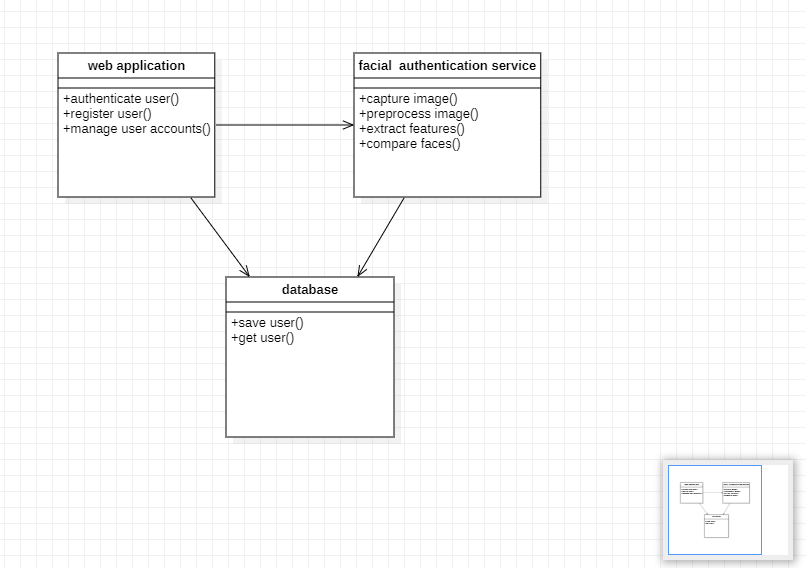 web application
+authenticate user()
+register user()
+manage user accounts()
facial  authentication service
+capture image()
+preprocess image()
+extract features()
+compare faces()
database
+save user()
+get user()